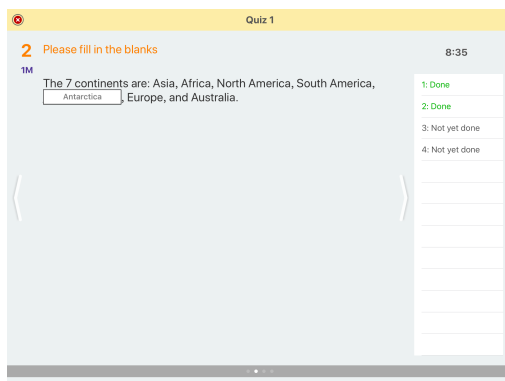 Quiz 1
2 Please fill in the blanks
1M
8:35
The 7 continents are: Asia, Africa, North America, South America,
Antarctica , Europe, and Australia.
1: Done
2: Done
3: Not yet done
4: Not yet done